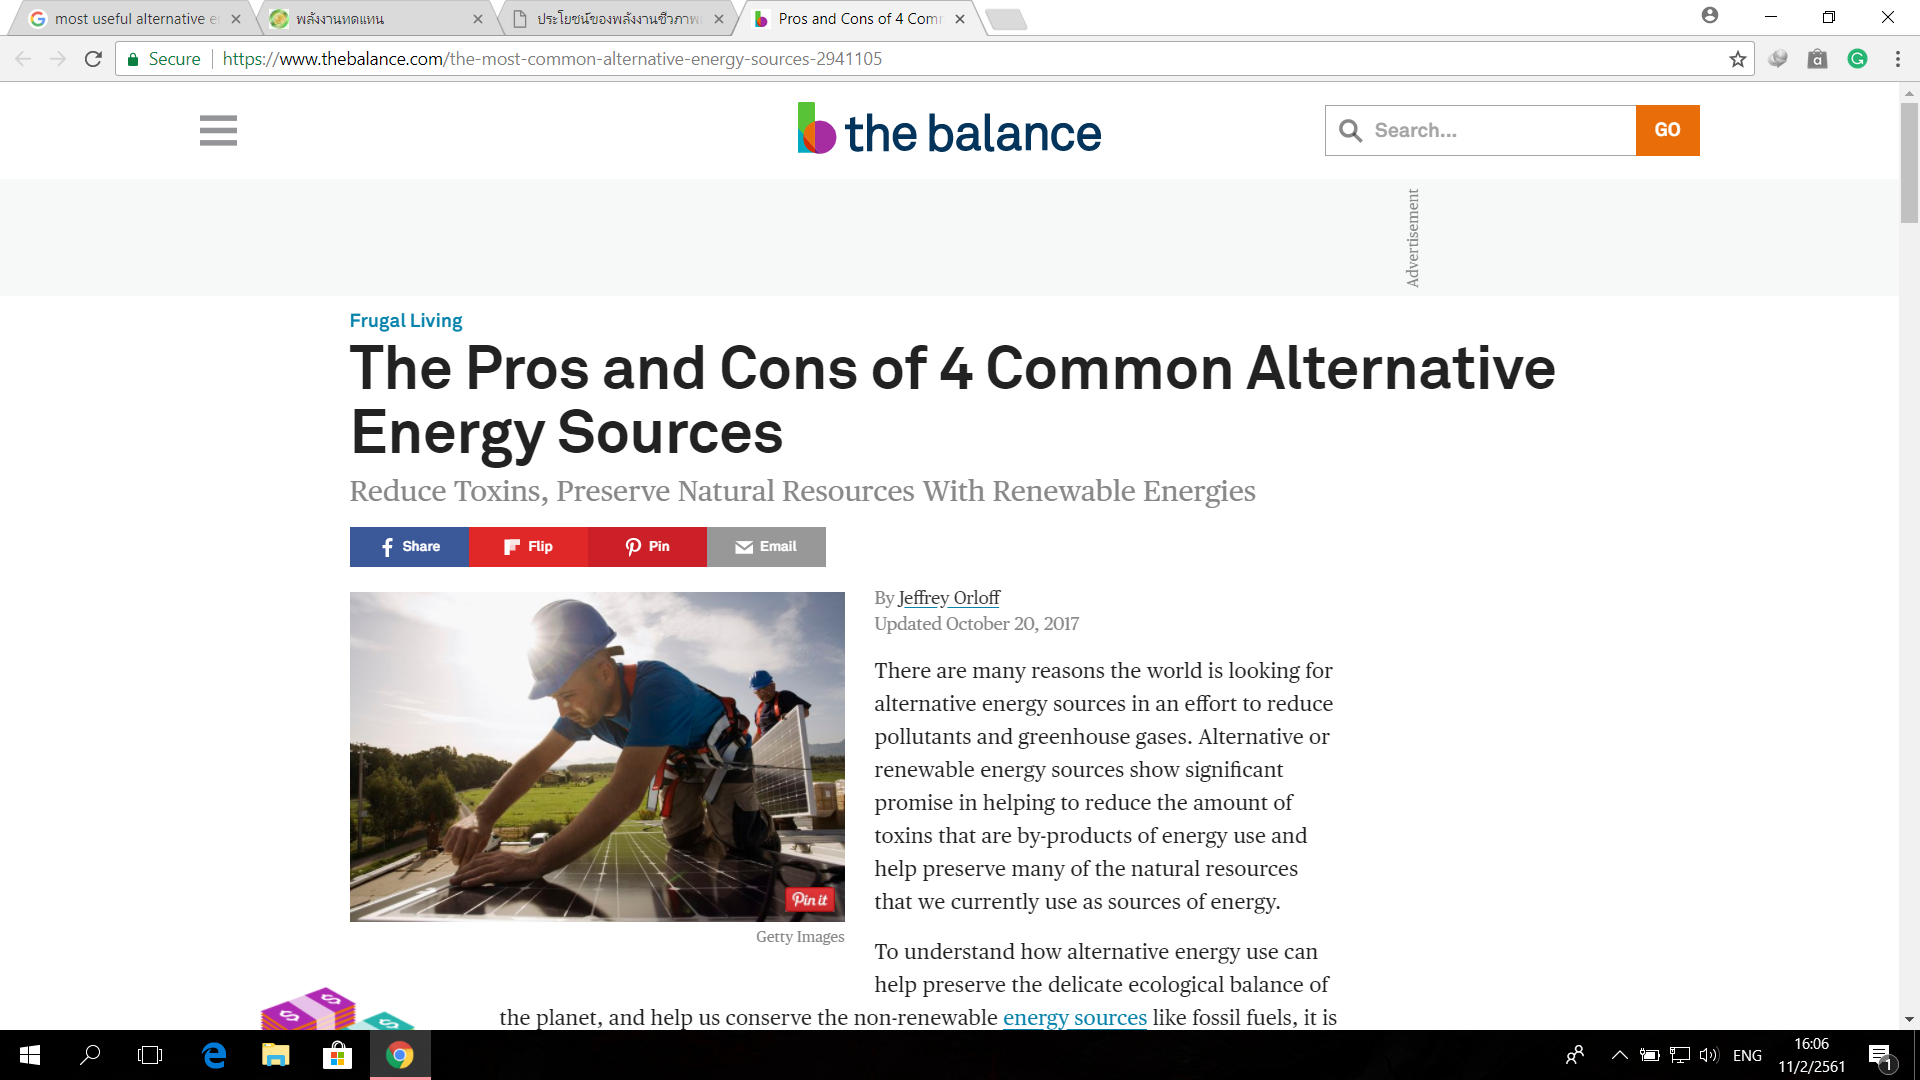 most useful alternative e
พลังงานทดแทน
ประโยชน์ของพลังงานชีวภาพ
Pros and Cons of 4 Com
Secure
https://www.thebalance.com/the-most-common-alternative-energy-sources-2941105
the balance
Search...
GO
Advertisement
Frugal Living
The Pros and Cons of 4 Common Alternative
Energy Sources
Reduce Toxins, Preserve Natural Resources With Renewable Energies
Share
Flip
Pin
Email
Pin it
Getty Images
By Jeffrey Orloff
Updated October 20, 2017
There are many reasons the world is looking for
alternative energy sources in an effort to reduce
pollutants and greenhouse gases. Alternative or
renewable energy sources show significant
promise in helping to reduce the amount of
toxins that are by-products of energy use and
help preserve many of the natural resources
that we currently use as sources of energy.
To understand how alternative energy use can
help preserve the delicate ecological balance of
the planet, and help us conserve the non-renewable energy sources like fossil fuels, it is
ENG
16:06
11/2/2561
1